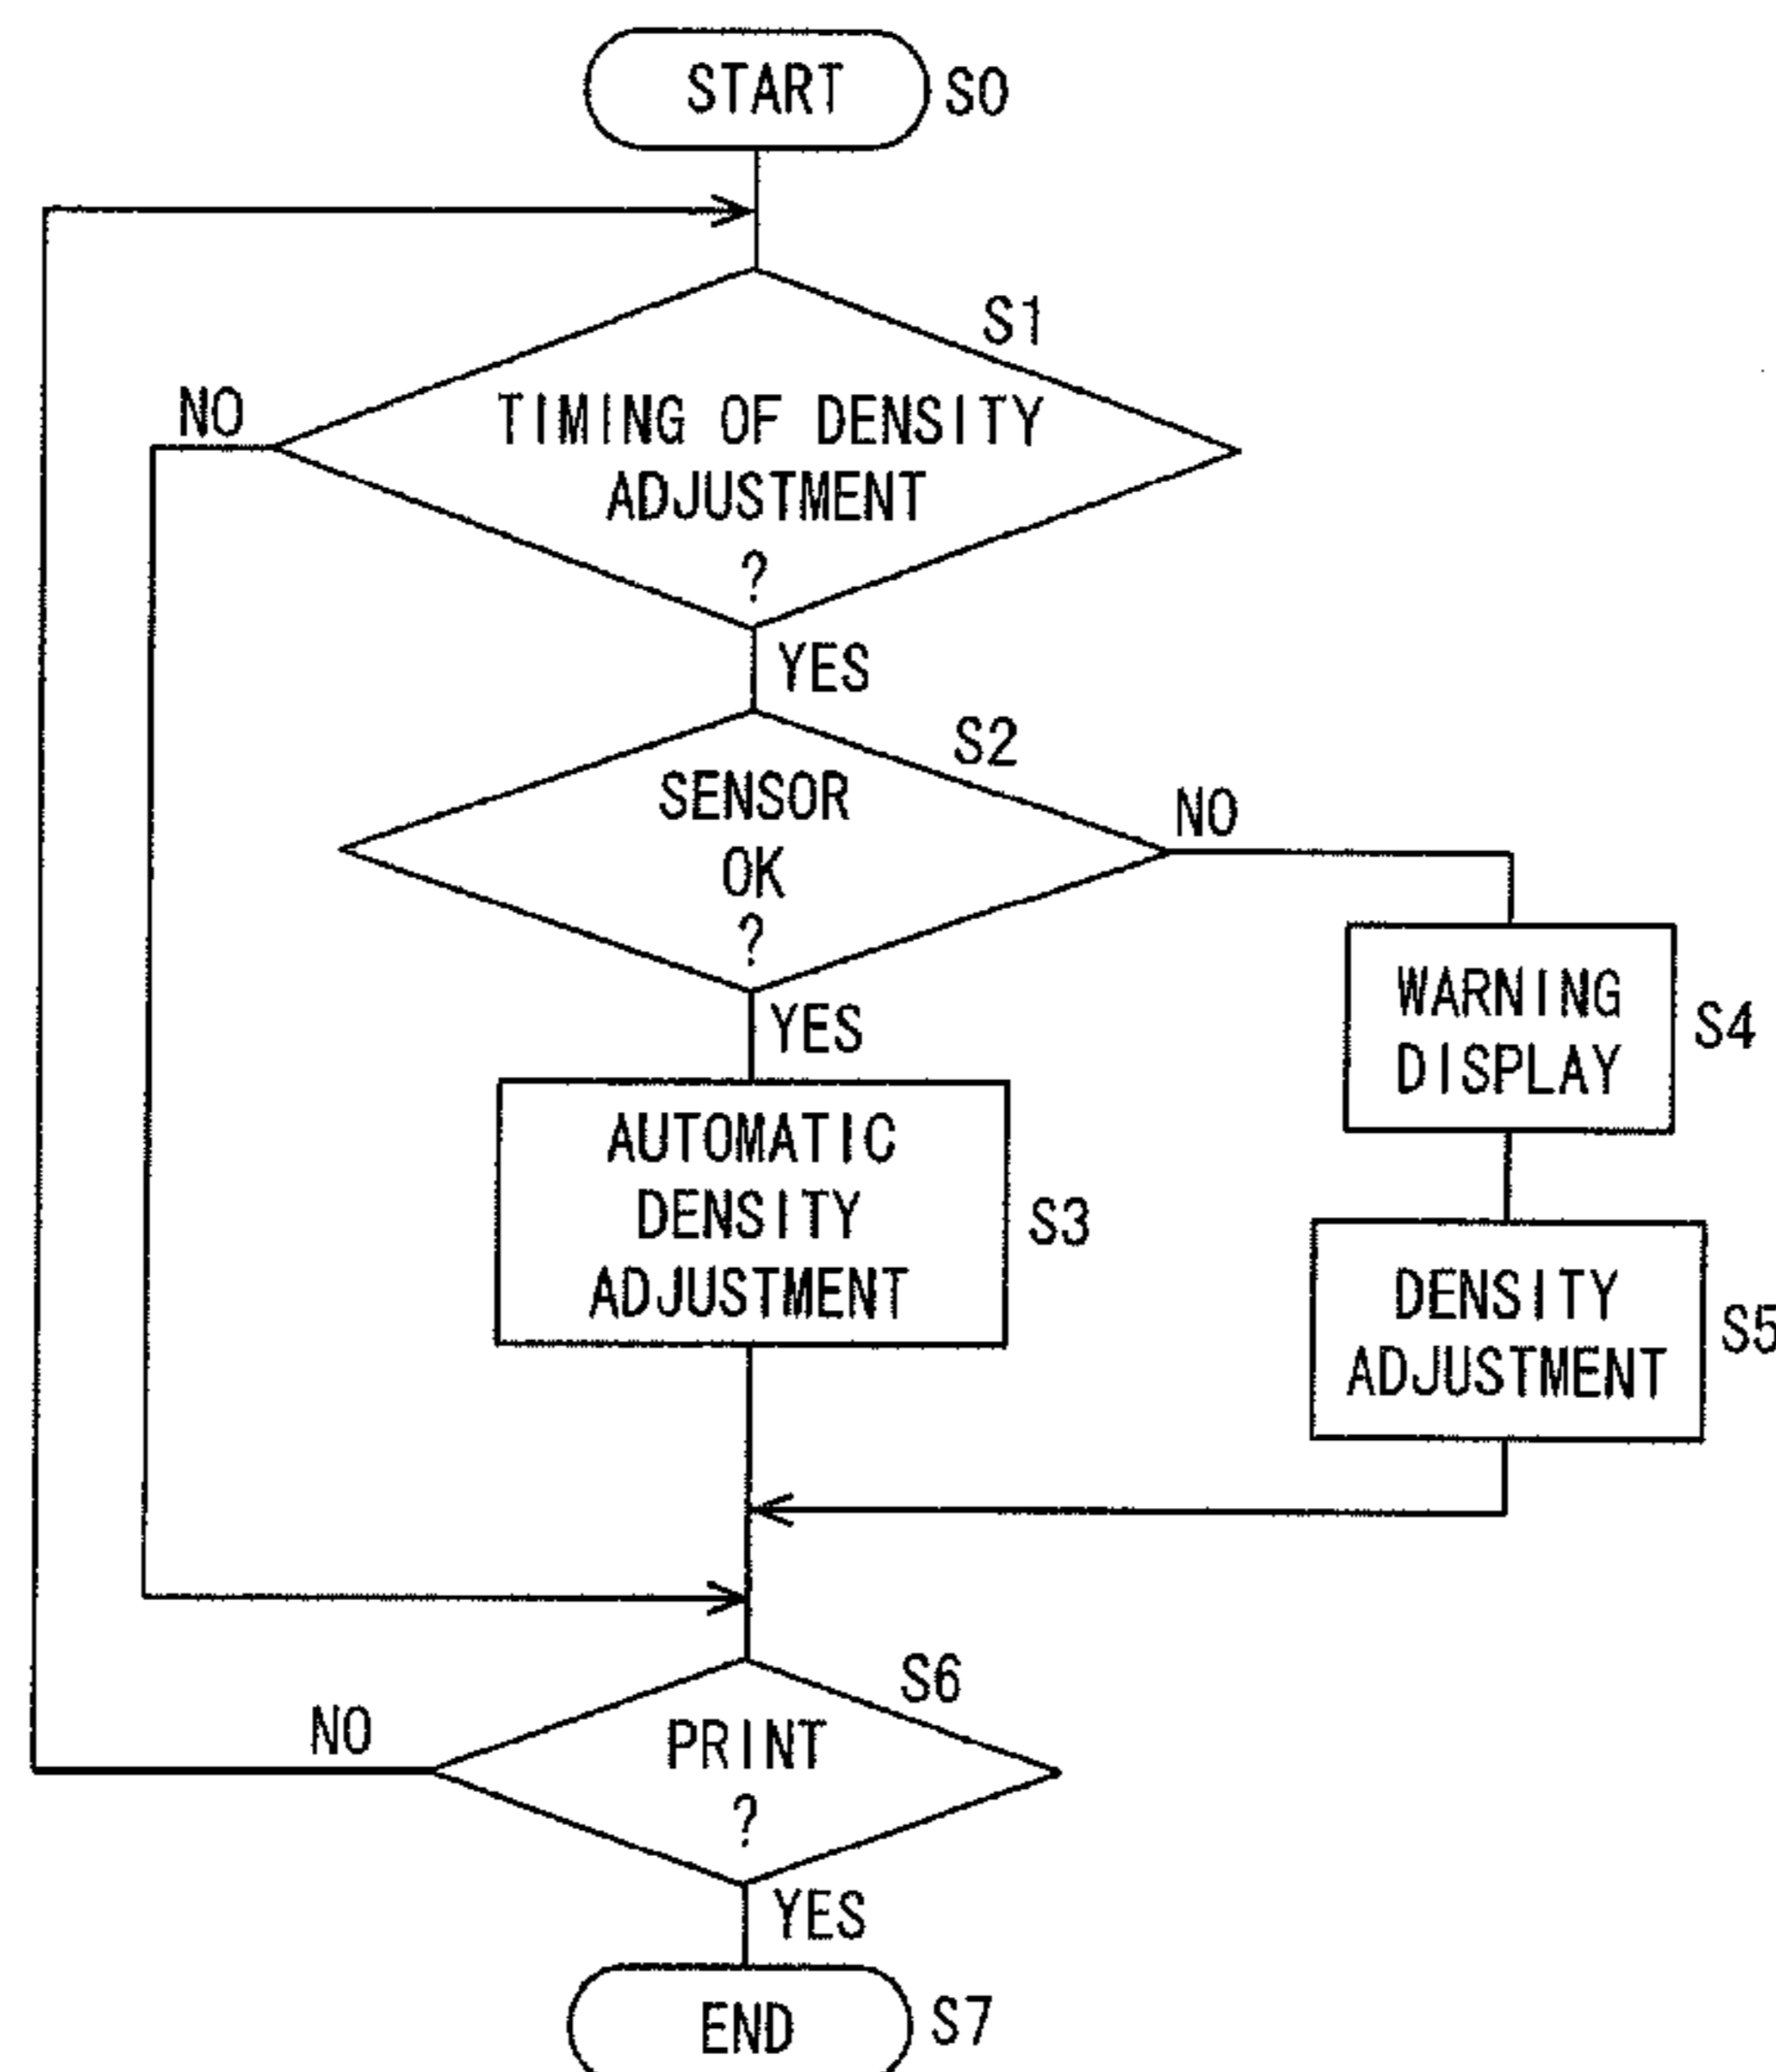 START
S0
S1
NO
TIMING OF DENSITY
ADJUSTMENT
?
YES
S2
SENSOR
OK
?
NO
YES
WARNING
DISPLAY
S4
AUTOMATIC
DENSITY
ADJUSTMENT
S3
DENSITY
ADJUSTMENT
S5
S6
NO
PRINT
?
YES
END
S7